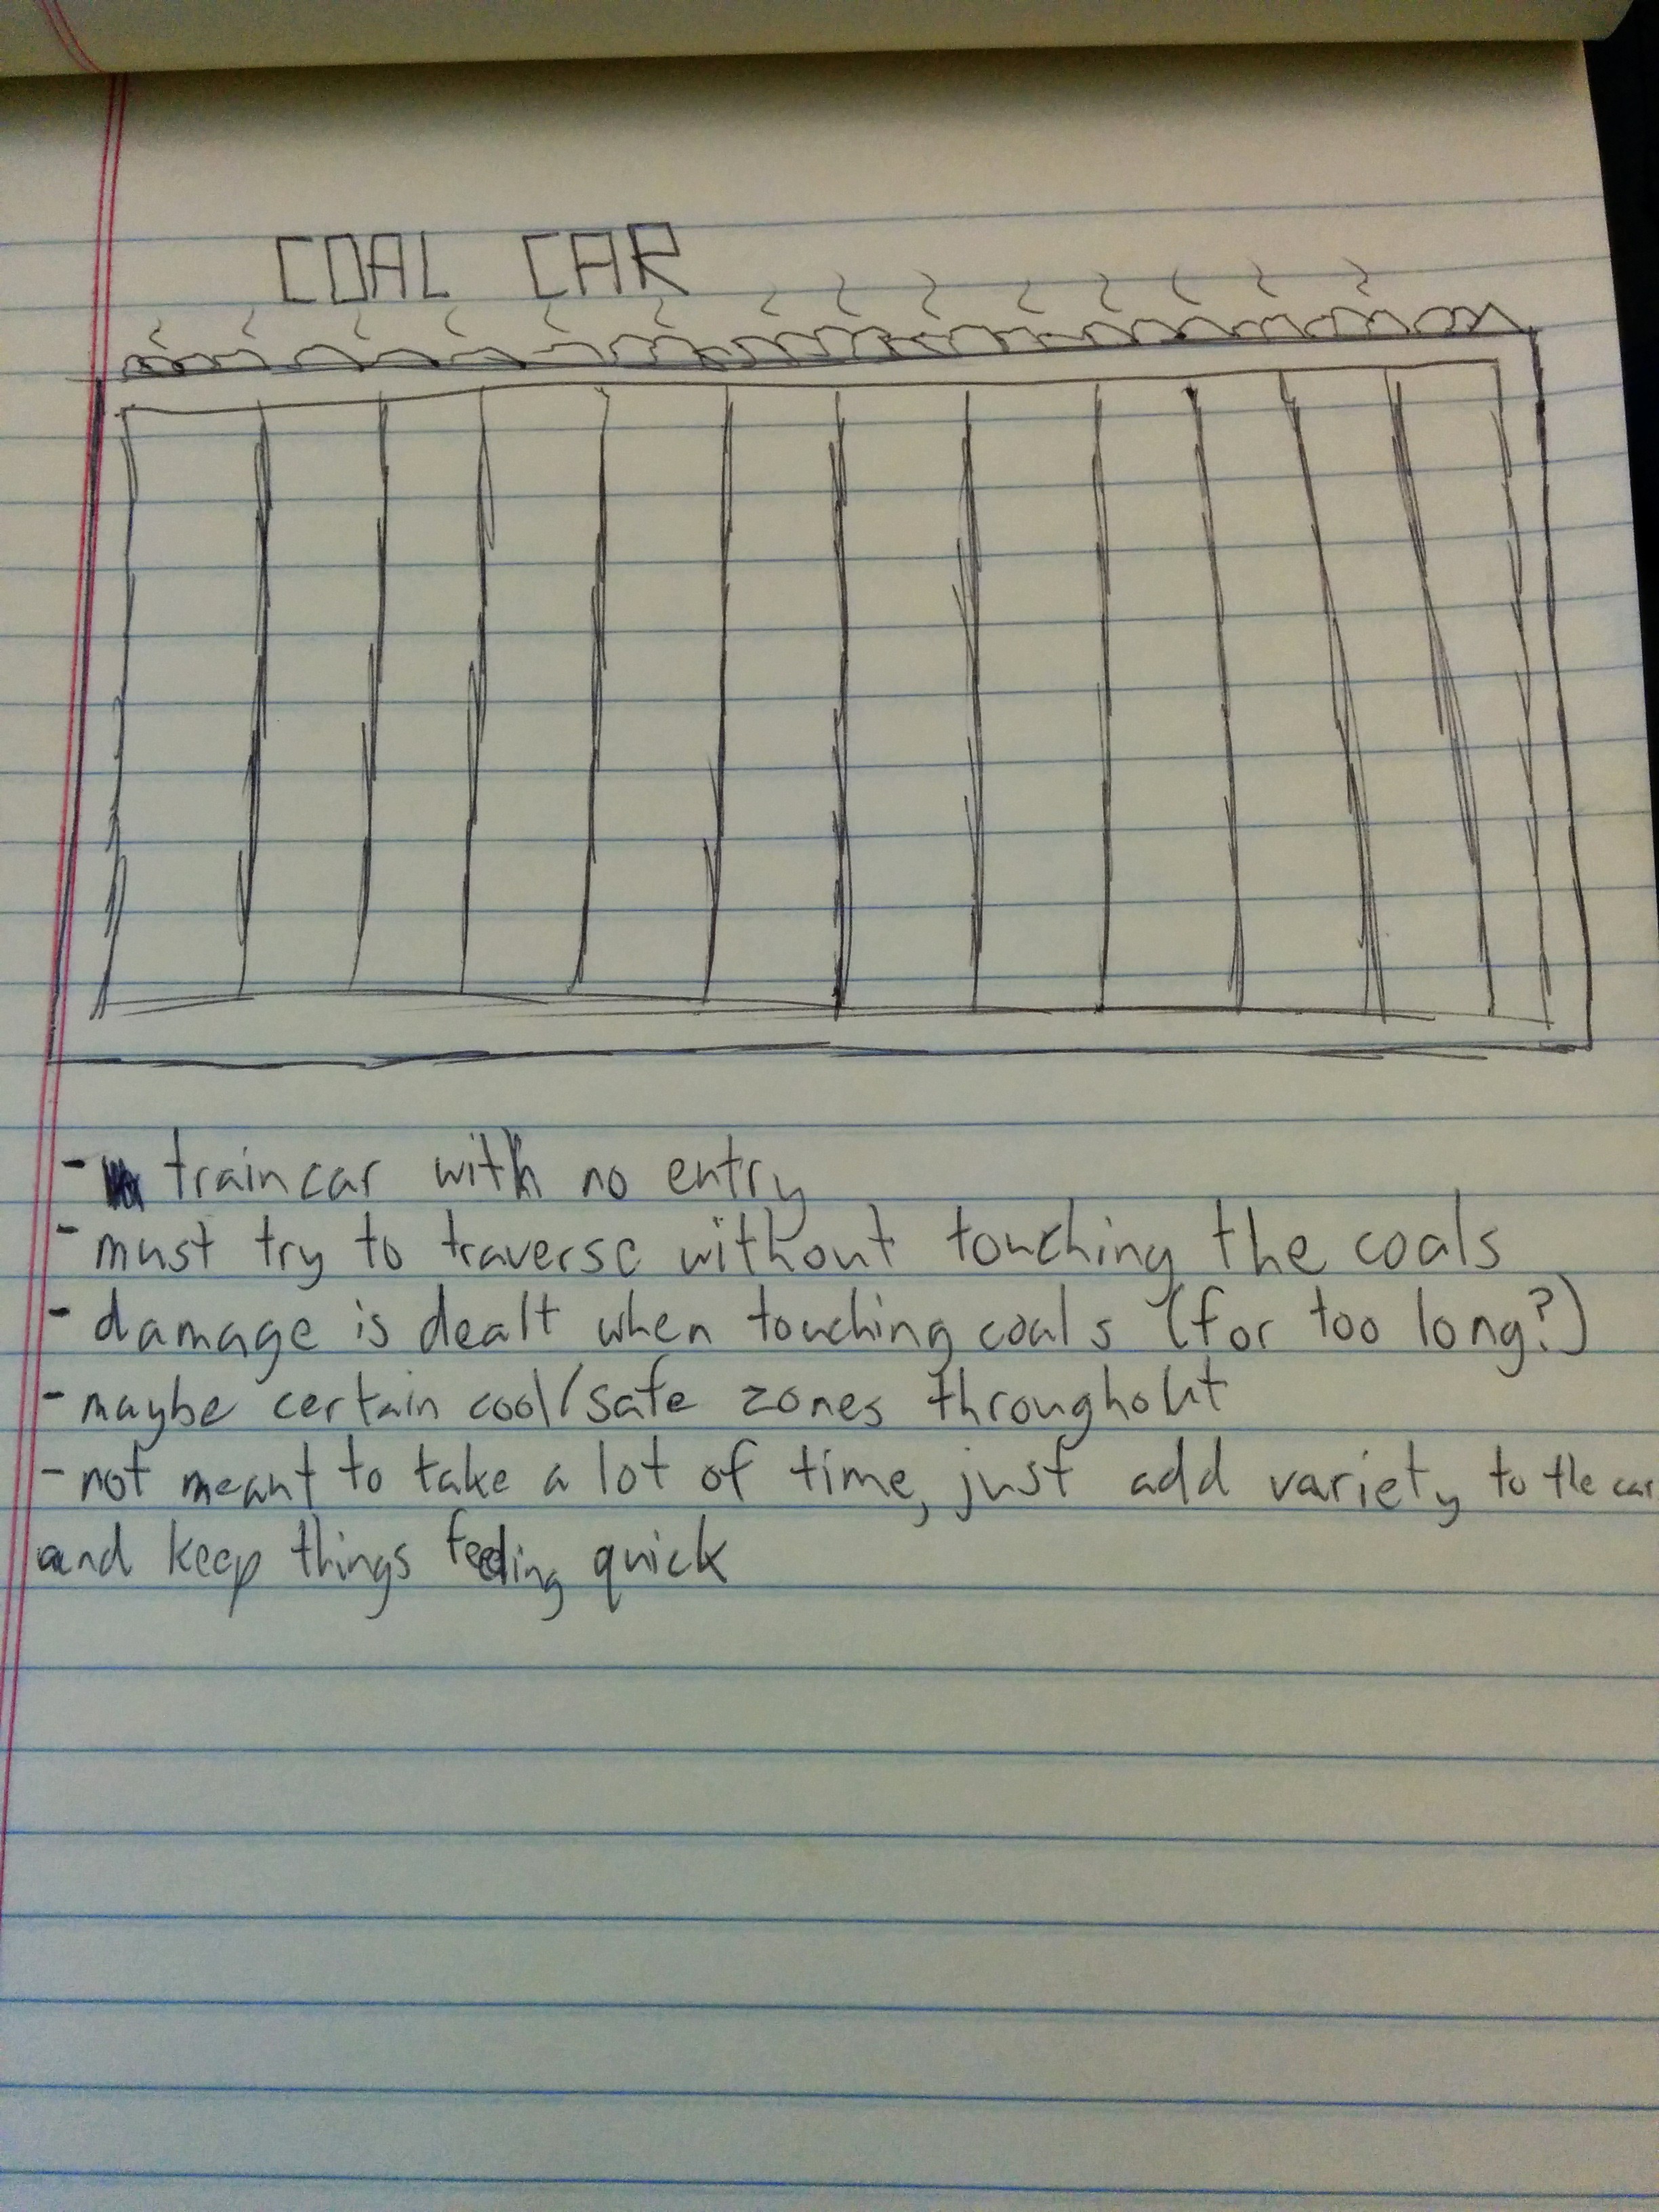 COAL CAR
- traincar with no entry
- must try to traverse without touching the coals
- damage is dealt when touching coals (for too long?)
- maybe certain cool/safe zones throughout
- not meant to take a lot of time, just add variety to the car
and keep things feeling quick